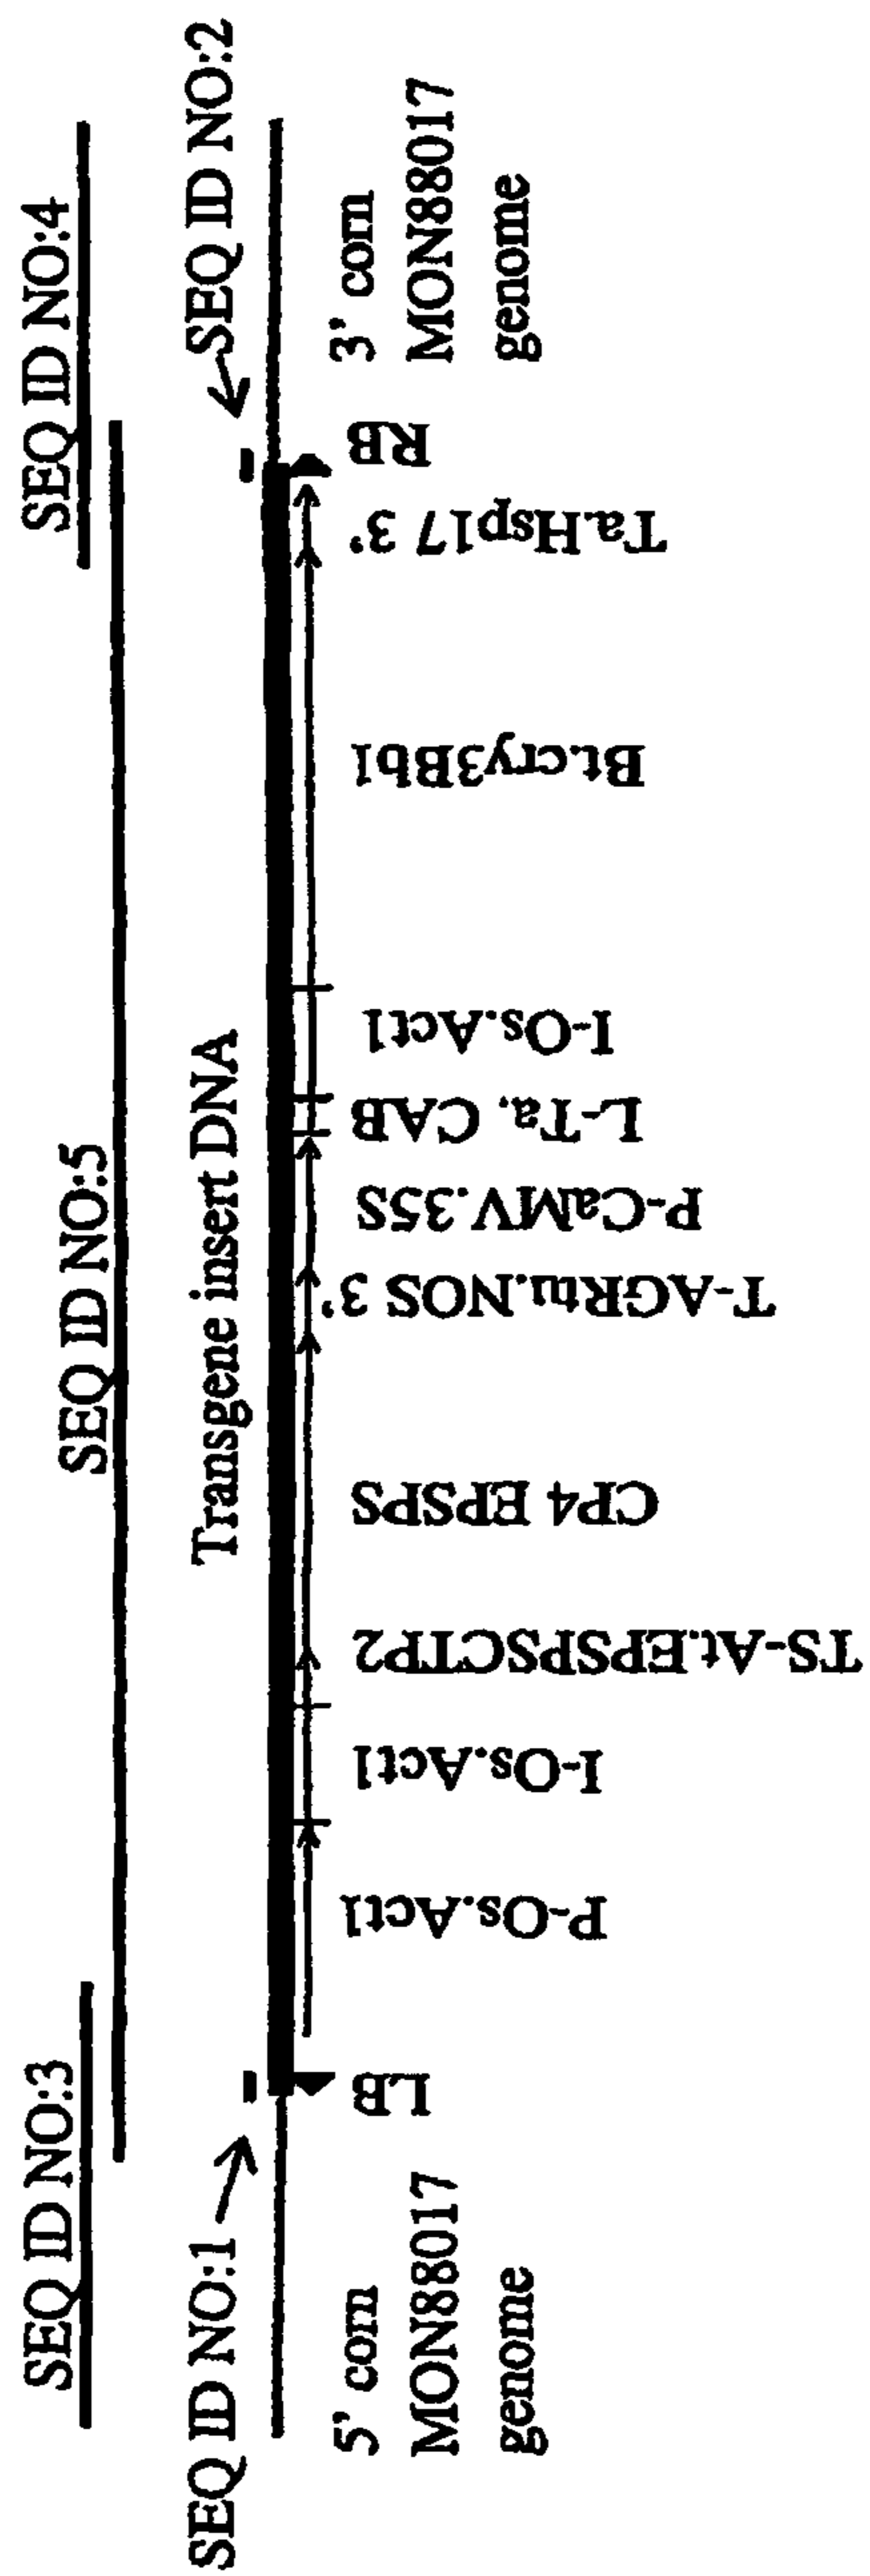 SEQ ID NO:3
SEQ ID NO:4
SEQ ID NO:5
SEQ ID NO:1
Transgene insert DNA
SEQ ID NO:2
5' corn
MON88017
genome
LB
P-Os.Act1
I-Os.Act1
TS-At.EPSPSCTP2
CP4 EPSPS
T-AGRtu.NOS 3'
P-CaMV.35S
L-Ta. CAB
I-Os.Act1
Bt.cry3Bb1
Ta.Hsp17 3'
RB
3' corn
MON88017
genome